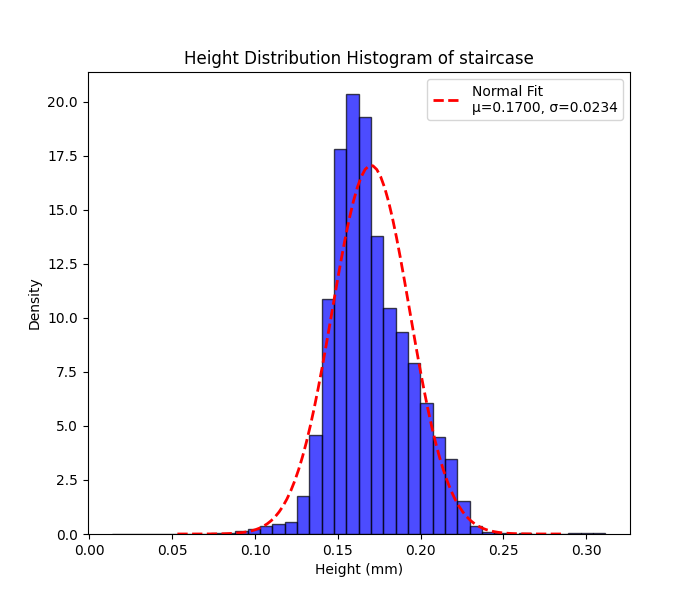 Height Distribution Histogram of staircase
Normal Fit
μ=0.1700, σ=0.0234
20.0
17.5
15.0
12.5
10.0
7.5
5.0
2.5
0.0
Density
0.00 0.05 0.10 0.15 0.20 0.25 0.30
Height (mm)